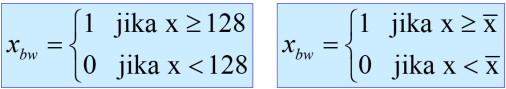 x_bw = { 1 jika x ≥ 128
0 jika x < 128
x_bw = { 1 jika x ≥ x̅
0 jika x < x̅